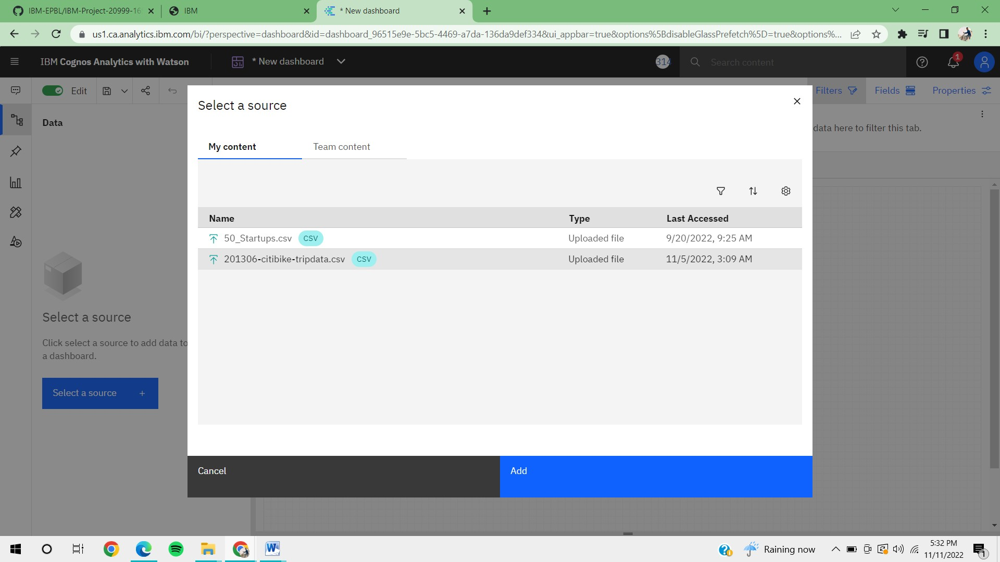 IBM-EPBL/IBM-Project-20999-16
IBM
* New dashboard
us1.ca.analytics.ibm.com/bi/?perspective=dashboard&id=dashboard_96515e9e-5bc5-4469-a7da-136da9def334&ui_appbar=true&options%5BdisableGlassPrefetch%5D=true&options%...
IBM Cognos Analytics with Watson
* New dashboard
314
Search content
1
Edit
Filters
Fields
Properties
Data
data here to filter this tab.
Select a source
My content
Team content
Name
Type
Last Accessed
50_Startups.csv
CSV
Uploaded file
9/20/2022, 9:25 AM
201306-citibike-tripdata.csv
CSV
Uploaded file
11/5/2022, 3:09 AM
Select a source
Click select a source to add data to
a dashboard.
Select a source +
Cancel
Add
Raining now
5:32 PM
11/11/2022
1